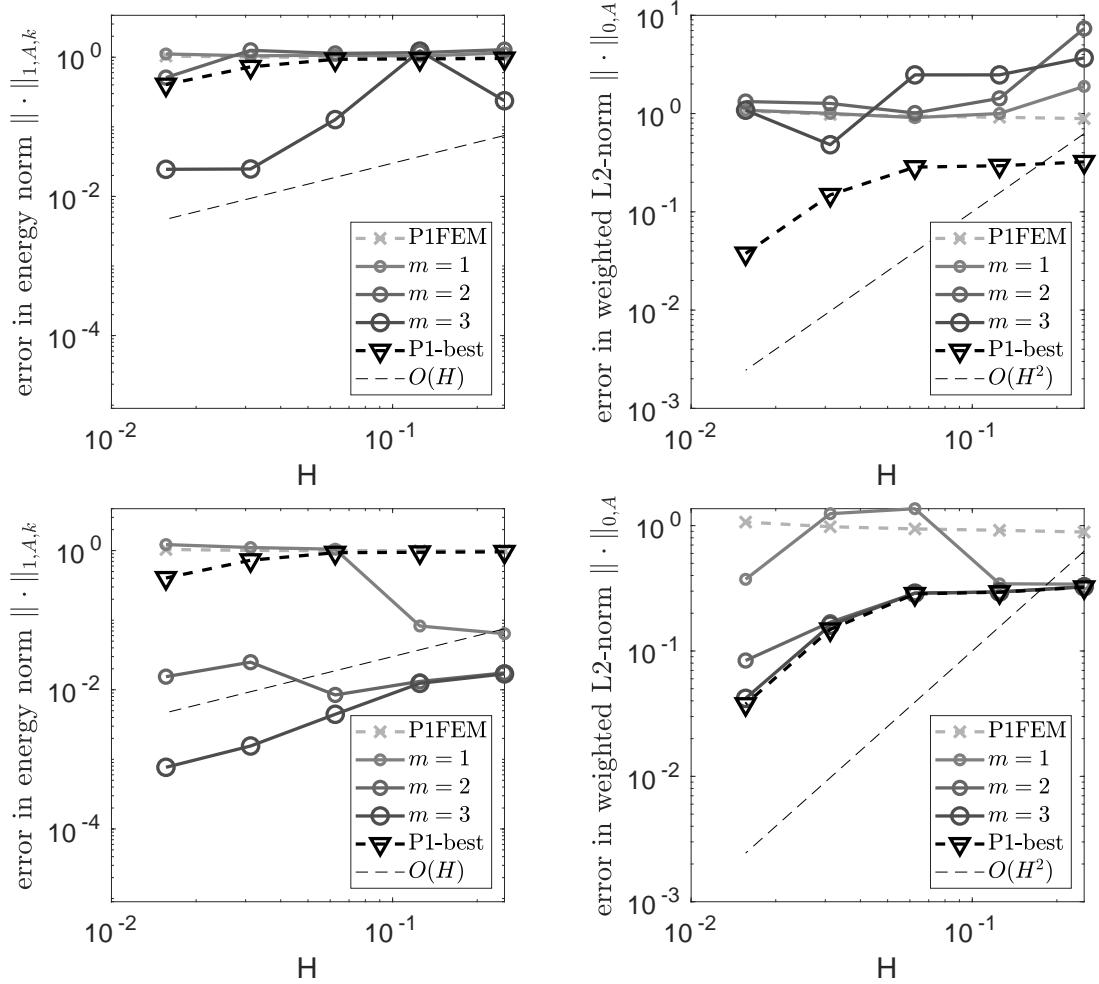 error in energy norm ‖ · ‖_{1,A,k}
10^0
10^{-2}
10^{-4}
10^{-2}
10^{-1}
H
P1FEM
m = 1
m = 2
m = 3
P1-best
O(H)
error in weighted L2-norm ‖ · ‖_{0,A}
10^1
10^0
10^{-1}
10^{-2}
10^{-3}
10^{-2}
10^{-1}
H
P1FEM
m = 1
m = 2
m = 3
P1-best
O(H^2)
error in energy norm ‖ · ‖_{1,A,k}
10^0
10^{-2}
10^{-4}
10^{-2}
10^{-1}
H
P1FEM
m = 1
m = 2
m = 3
P1-best
O(H)
error in weighted L2-norm ‖ · ‖_{0,A}
10^0
10^{-1}
10^{-2}
10^{-3}
10^{-2}
10^{-1}
H
P1FEM
m = 1
m = 2
m = 3
P1-best
O(H^2)